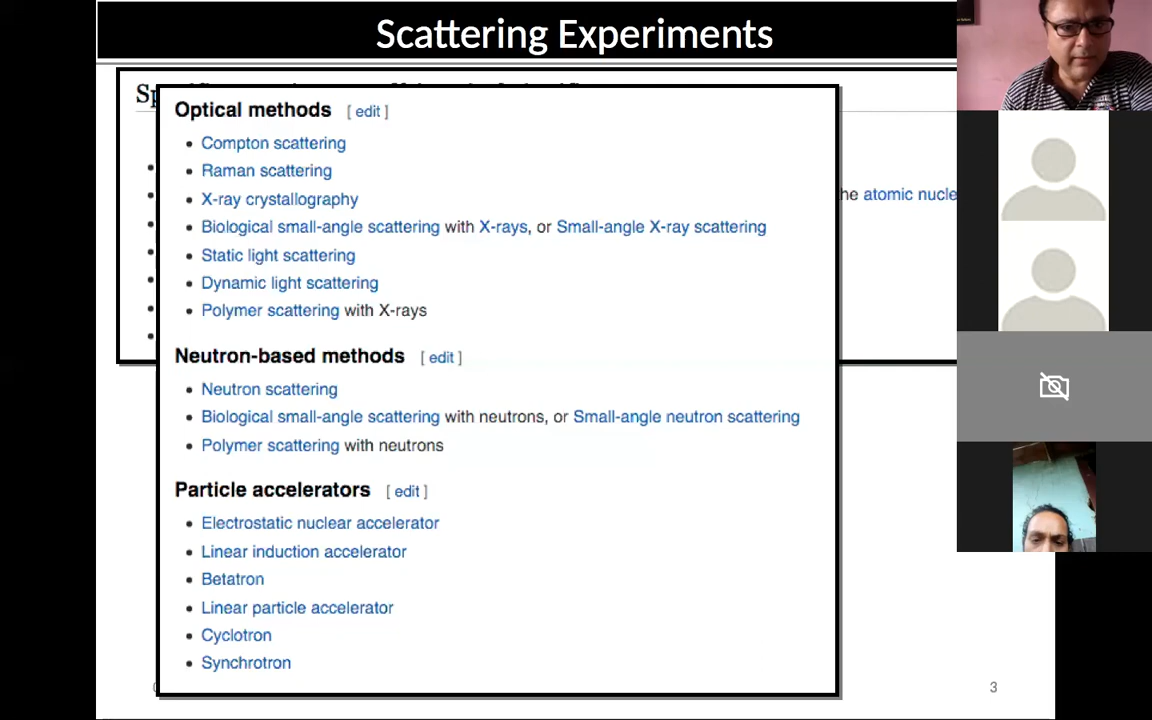 Scattering Experiments
Sp
Optical methods [ edit ]
he atomic nucle
• Compton scattering
• Raman scattering
• X-ray crystallography
• Biological small-angle scattering with X-rays, or Small-angle X-ray scattering
• Static light scattering
• Dynamic light scattering
• Polymer scattering with X-rays
Neutron-based methods [ edit ]
• Neutron scattering
• Biological small-angle scattering with neutrons, or Small-angle neutron scattering
• Polymer scattering with neutrons
Particle accelerators [ edit ]
• Electrostatic nuclear accelerator
• Linear induction accelerator
• Betatron
• Linear particle accelerator
• Cyclotron
• Synchrotron
3